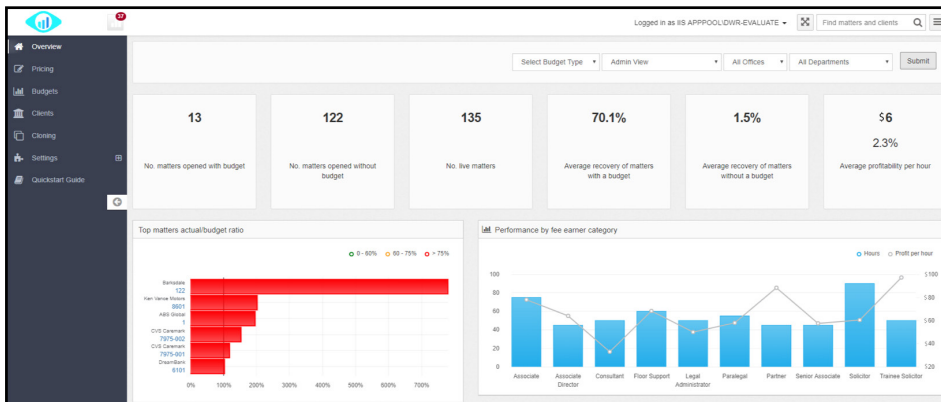 37
Logged in as IIS APPPOOL\DWR-EVALUATE
Find matters and clients
Overview
Pricing
Budgets
Clients
Cloning
Settings
Quickstart Guide
Select Budget Type
Admin View
All Offices
All Departments
Submit
13
No. matters opened with budget
122
No. matters opened without
budget
135
No. live matters
70.1%
Average recovery of matters
with a budget
1.5%
Average recovery of matters
without a budget
$6
2.3%
Average profitability per hour
Top matters actual/budget ratio
0 - 60% 60 - 75% > 75%
122
Ken Vance Motors
8601
ABS Global
1
CVS Caremark
7975-902
CVS Caremark
7975-901
DreamBank
6101
0% 100% 200% 300% 400% 500% 600% 700%
Performance by fee earner category
Hours Profit per hour
100
80
60
40
20
0
$100
$80
$60
$40
$20
Associate
Associate
Director
Consultant
Floor Support
Legal
Administrator
Paralegal
Partner
Senior Associate
Solicitor
Trainee Solicitor